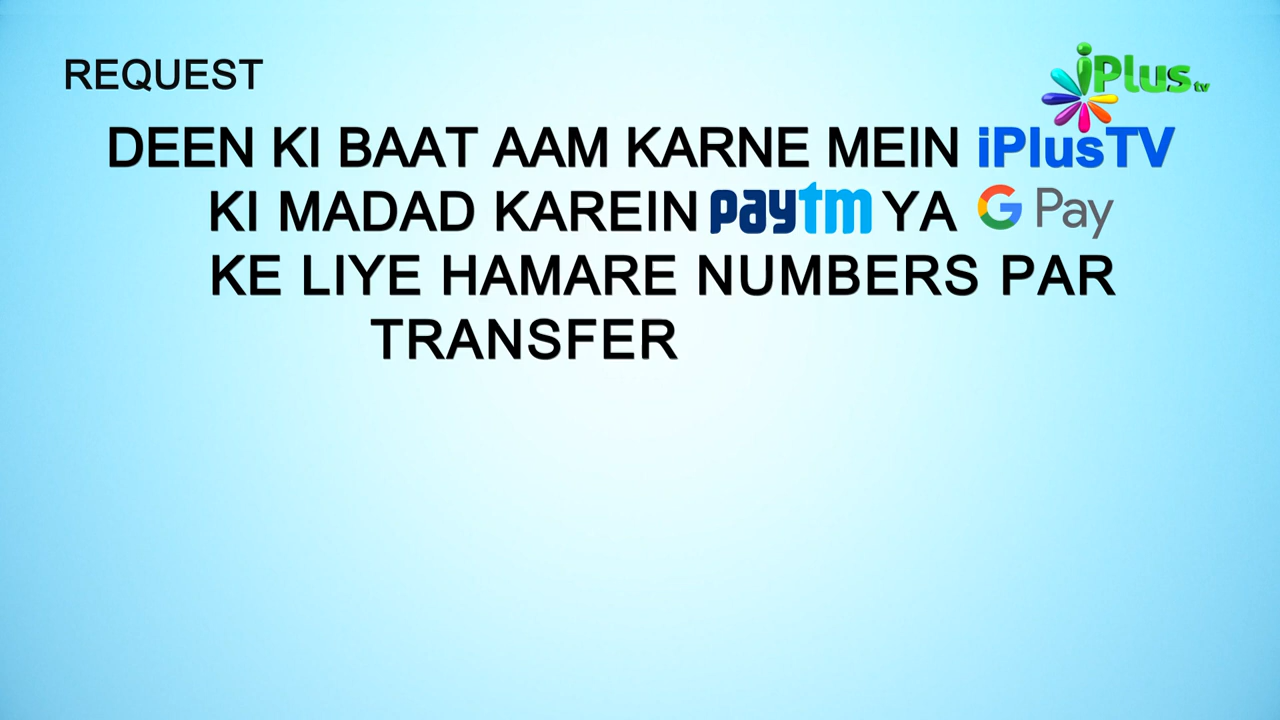 REQUEST
iPlus tv
DEEN KI BAAT AAM KARNE MEIN iPlusTV
KI MADAD KAREIN paytm YA G Pay
KE LIYE HAMARE NUMBERS PAR
TRANSFER